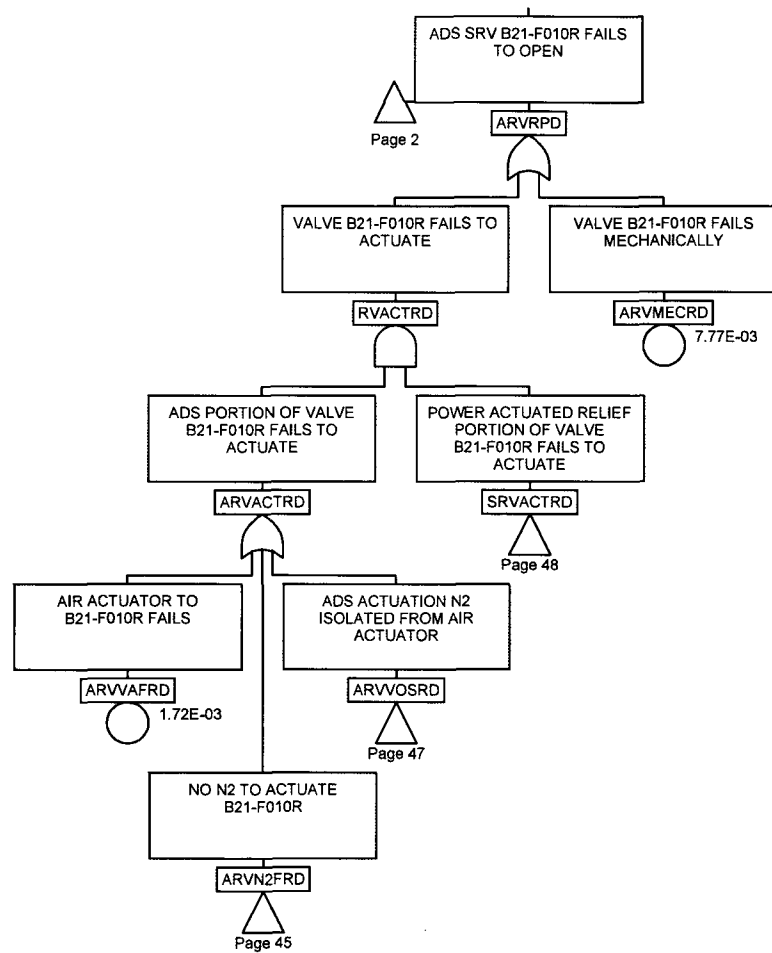 ADS SRV B21-F010R FAILS
TO OPEN
Page 2
ARVRPD
VALVE B21-F010R FAILS TO
ACTUATE
VALVE B21-F010R FAILS
MECHANICALLY
RVACTRD
ARVMECRD
7.77E-03
ADS PORTION OF VALVE
B21-F010R FAILS TO
ACTUATE
POWER ACTUATED RELIEF
PORTION OF VALVE
B21-F010R FAILS TO
ACTUATE
ARVACTRD
SRVACTRD
Page 48
AIR ACTUATOR TO
B21-F010R FAILS
ADS ACTUATION N2
ISOLATED FROM AIR
ACTUATOR
ARVVAFRD
1.72E-03
ARVVOSRD
Page 47
NO N2 TO ACTUATE
B21-F010R
ARVN2FRD
Page 45